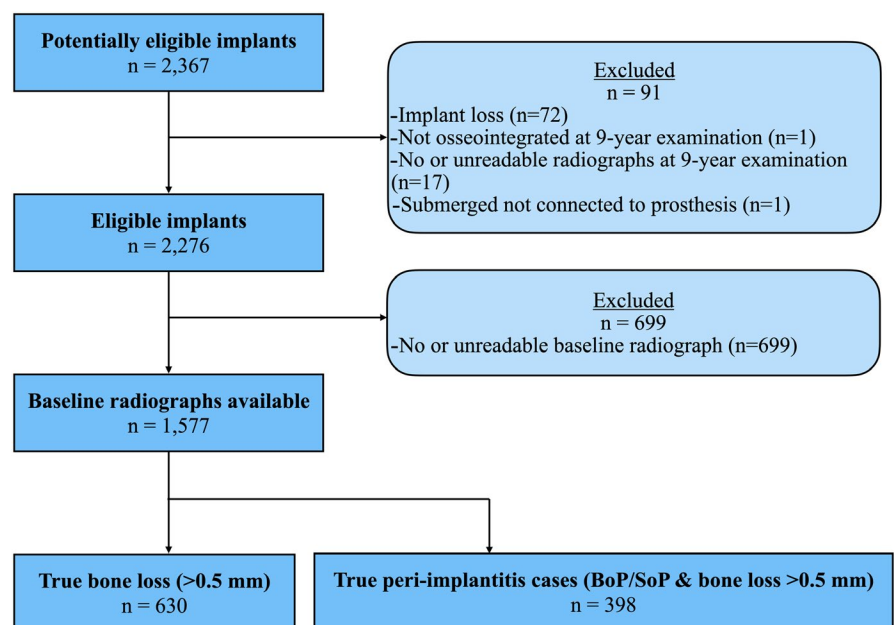 Potentially eligible implants
n = 2,367
Excluded
n = 91
-Implant loss (n=72)
-Not osseointegrated at 9-year examination (n=1)
-No or unreadable radiographs at 9-year examination
(n=17)
-Submerged not connected to prosthesis (n=1)
Eligible implants
n = 2,276
Excluded
n = 699
-No or unreadable baseline radiograph (n=699)
Baseline radiographs available
n = 1,577
True bone loss (>0.5 mm)
n = 630
True peri-implantitis cases (BoP/SoP & bone loss >0.5 mm)
n = 398